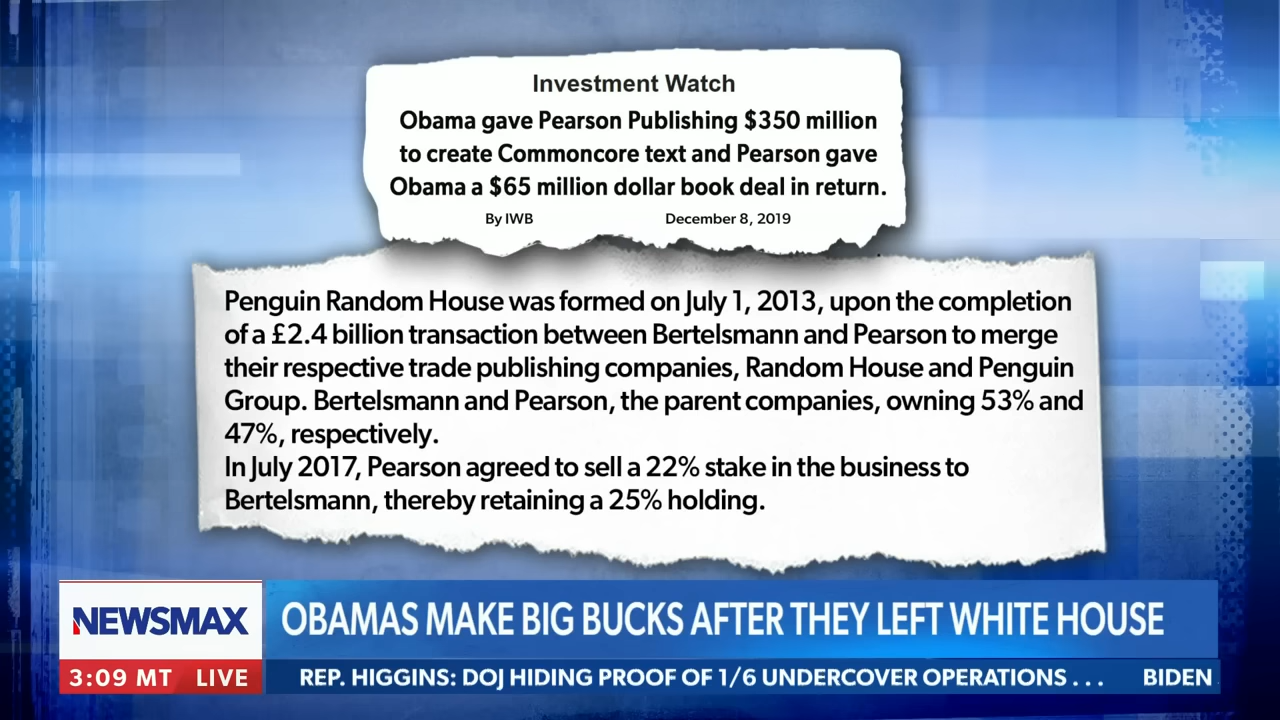 Investment Watch
Obama gave Pearson Publishing $350 million
to create Commoncore text and Pearson gave
Obama a $65 million dollar book deal in return.
By IWB December 8, 2019
Penguin Random House was formed on July 1, 2013, upon the completion
of a £2.4 billion transaction between Bertelsmann and Pearson to merge
their respective trade publishing companies, Random House and Penguin
Group. Bertelsmann and Pearson, the parent companies, owning 53% and
47%, respectively.
In July 2017, Pearson agreed to sell a 22% stake in the business to
Bertelsmann, thereby retaining a 25% holding.
NEWSMAX
OBAMAS MAKE BIG BUCKS AFTER THEY LEFT WHITE HOUSE
3:09 MT LIVE
REP. HIGGINS: DOJ HIDING PROOF OF 1/6 UNDERCOVER OPERATIONS . . . BIDEN